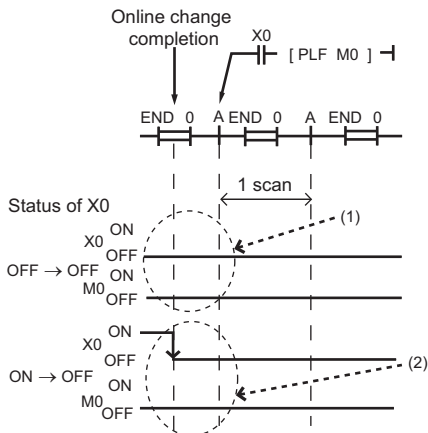 Online change
completion
X0
[ PLF M0 ]
END 0 A END 0 A END 0
1 scan
Status of X0
(1)
ON
X0
OFF
OFF → OFF
ON
M0
OFF
ON
X0
OFF
(2)
ON → OFF
ON
M0
OFF